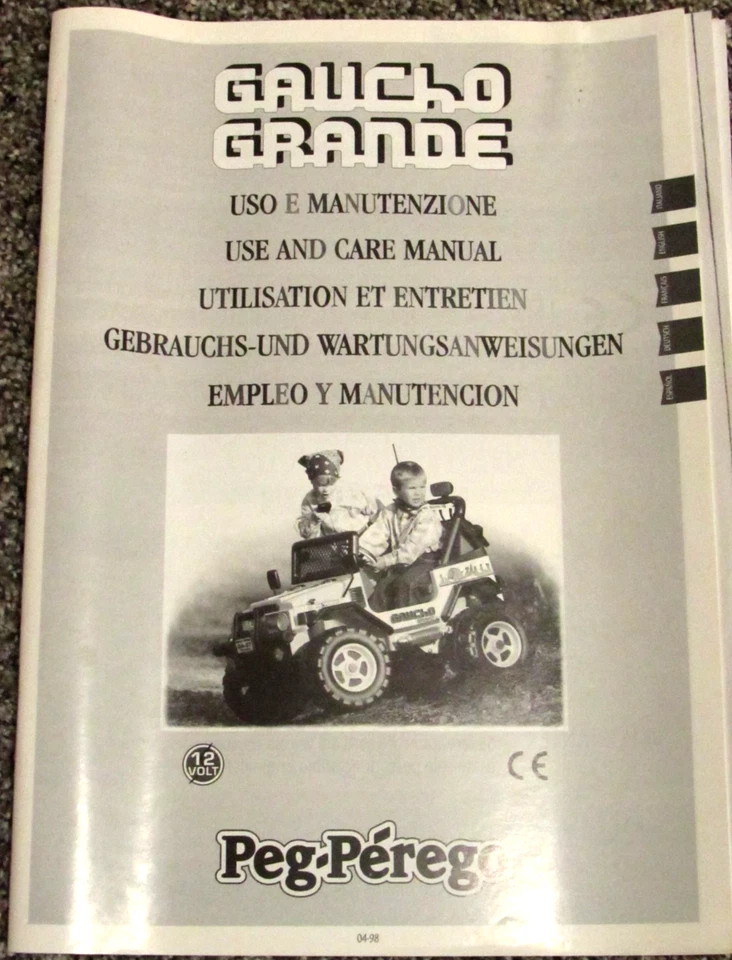 GAUCHO
GRANDE
USO E MANUTENZIONE
USE AND CARE MANUAL
UTILISATION ET ENTRETIEN
GEBRAUCHS-UND WARTUNGSANWEISUNGEN
EMPLEO Y MANUTENCION
ITALIANO
ENGLISH
FRANÇAIS
DEUTSCH
ESPAÑOL
GAUCHO
12
VOLT
CE
Peg-Pérego
04-98